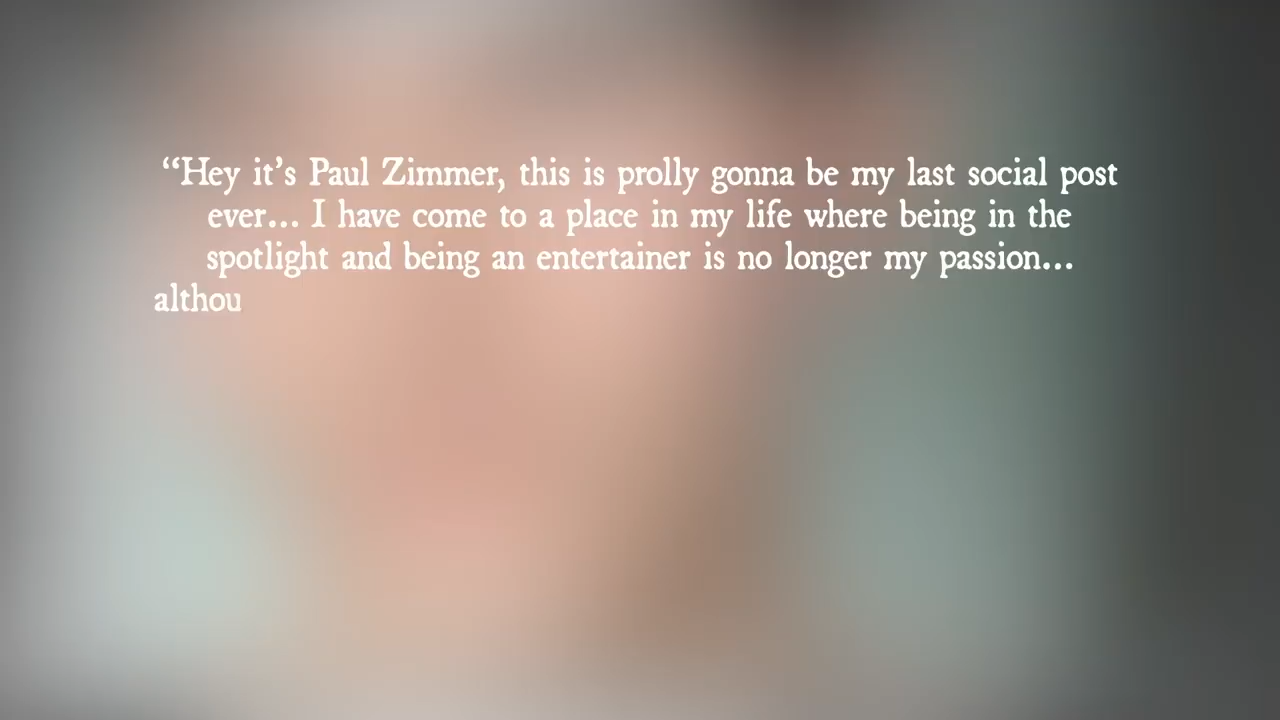 “Hey it’s Paul Zimmer, this is prolly gonna be my last social post
ever... I have come to a place in my life where being in the
spotlight and being an entertainer is no longer my passion...
althou